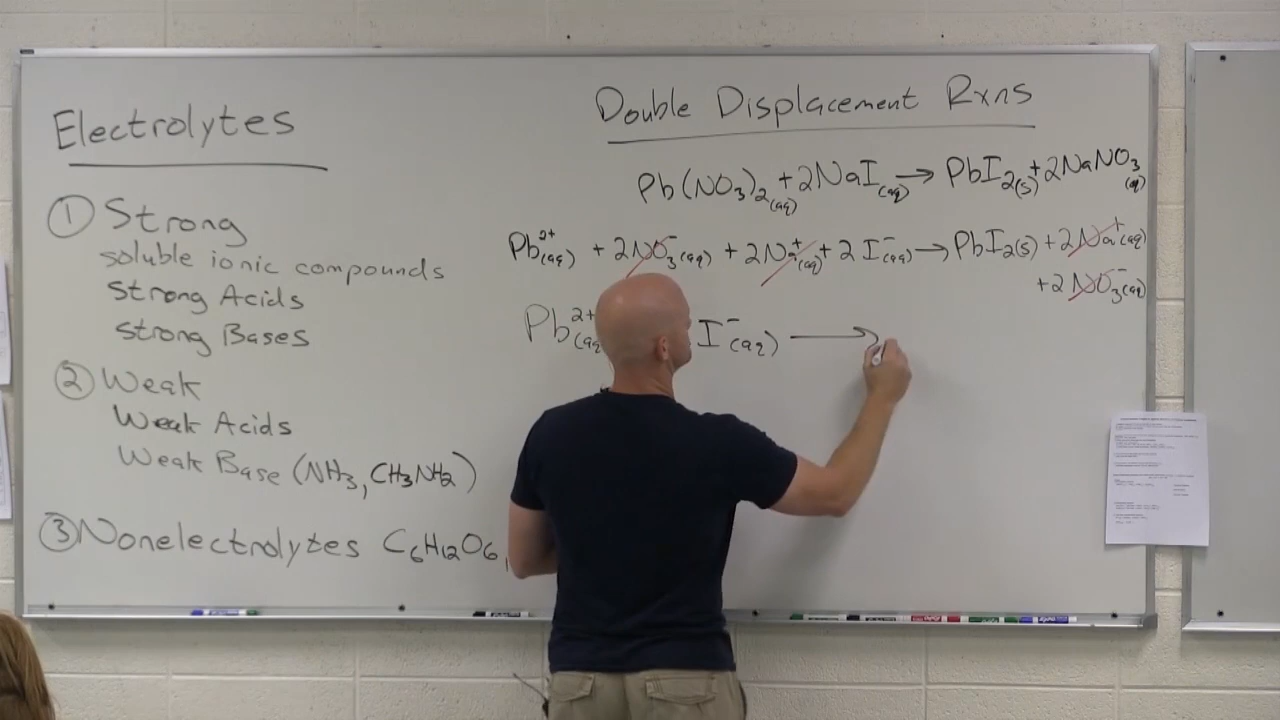 Electrolytes
① Strong
soluble ionic compounds
Strong Acids
Strong Bases
② Weak
Weak Acids
Weak Base (NH₃, CH₃NH₂)
③ Nonelectrolytes C₆H₁₂O₆,
Double Displacement Rxns
Pb(NO₃)₂(aq) + 2NaI(aq) → PbI₂(s) + 2NaNO₃(aq)
Pb²⁺(aq) + 2NO₃⁻(aq) + 2Na⁺(aq) + 2I⁻(aq) → PbI₂(s) + 2Na⁺(aq)
+ 2NO₃⁻(aq)
Pb²⁺(aq I⁻(aq) →